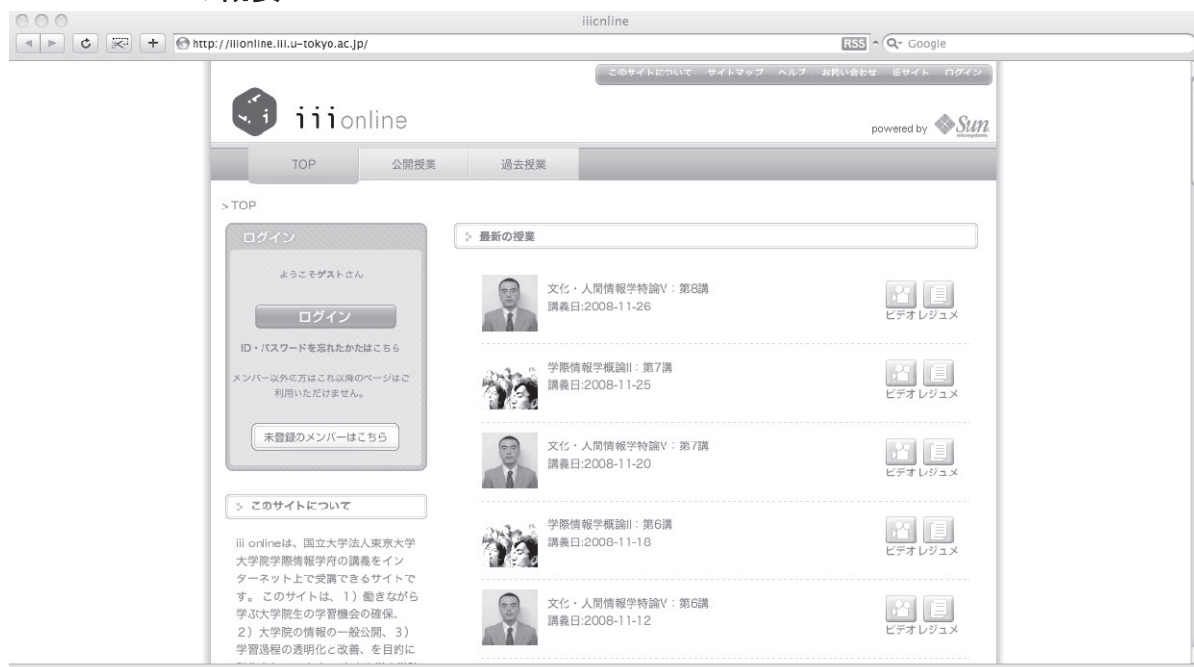 iiionline
http://iiionline.iii.u-tokyo.ac.jp/
RSS
Google
このサイトについて サイトマップ ヘルプ お問い合せ 旧サイト ログイン
iiionline
powered by Sun
microsystems
TOP 公開授業 過去授業
>TOP
ログイン
ようこそゲストさん
ログイン
ID・パスワードを忘れたかたはこちら
メンバー以外の方はこれ以降のページはご
利用いただけません。
未登録のメンバーはこちら
このサイトについて
iii onlineは、国立大学法人東京大学
大学院学際情報学府の講義をイン
ターネット上で受講できるサイトで
す。 このサイトは、1）働きながら
学ぶ大学院生の学習機会の確保、
2）大学院の情報の一般公開、3）
学習過程の透明化と改善、を目的に
最新の授業
文化・人間情報学特論V：第8講
講義日:2008-11-26
ビデオ レジュメ
学際情報学概論II：第7講
講義日:2008-11-25
ビデオ レジュメ
文化・人間情報学特論V：第7講
講義日:2008-11-20
ビデオ レジュメ
学際情報学概論II：第6講
講義日:2008-11-18
ビデオ レジュメ
文化・人間情報学特論V：第6講
講義日:2008-11-12
ビデオ レジュメ